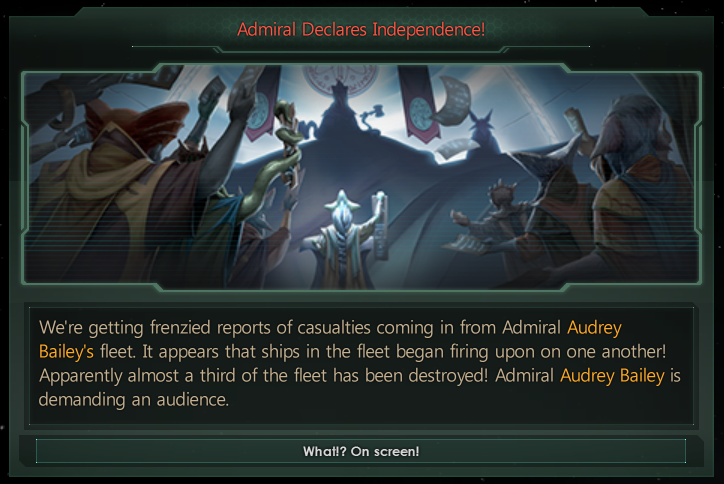 Admiral Declares Independence!
We're getting frenzied reports of casualties coming in from Admiral Audrey
Bailey's fleet. It appears that ships in the fleet began firing upon on one another!
Apparently almost a third of the fleet has been destroyed! Admiral Audrey Bailey is
demanding an audience.
What!? On screen!